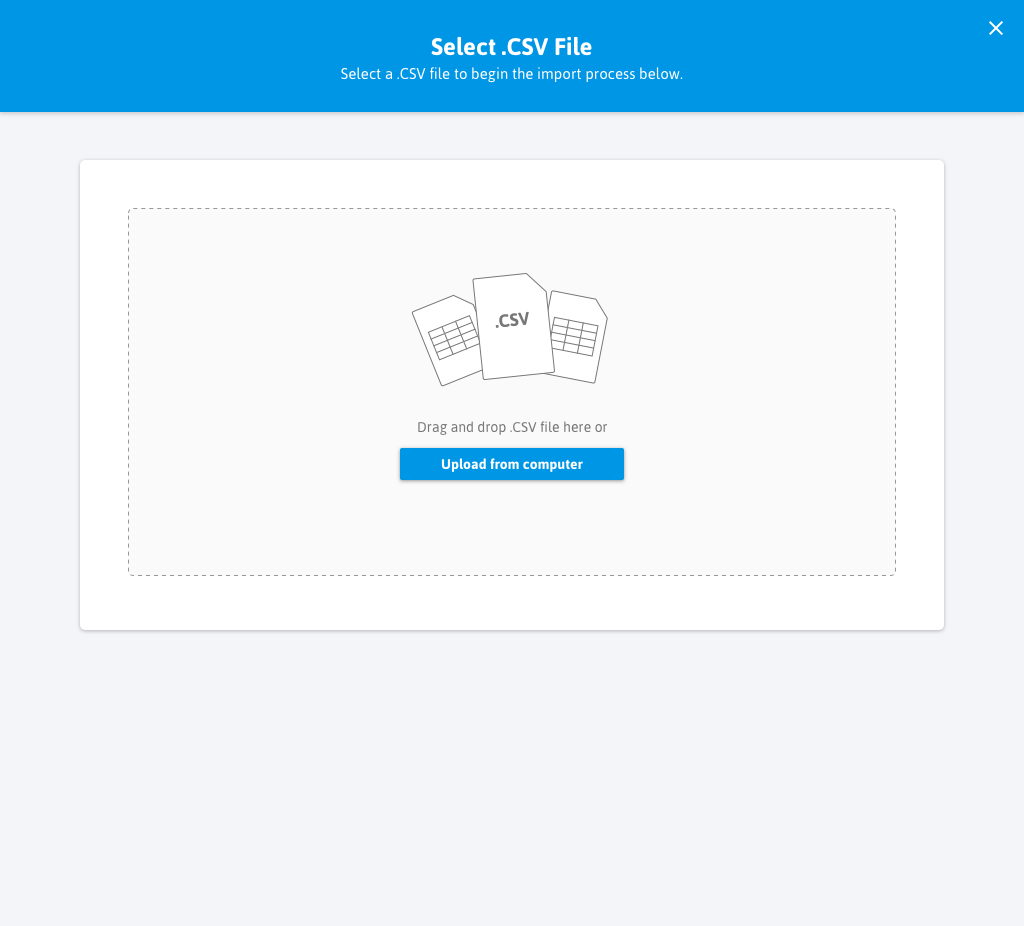 Select .CSV File
Select a .CSV file to begin the import process below.
.CSV
Drag and drop .CSV file here or
Upload from computer